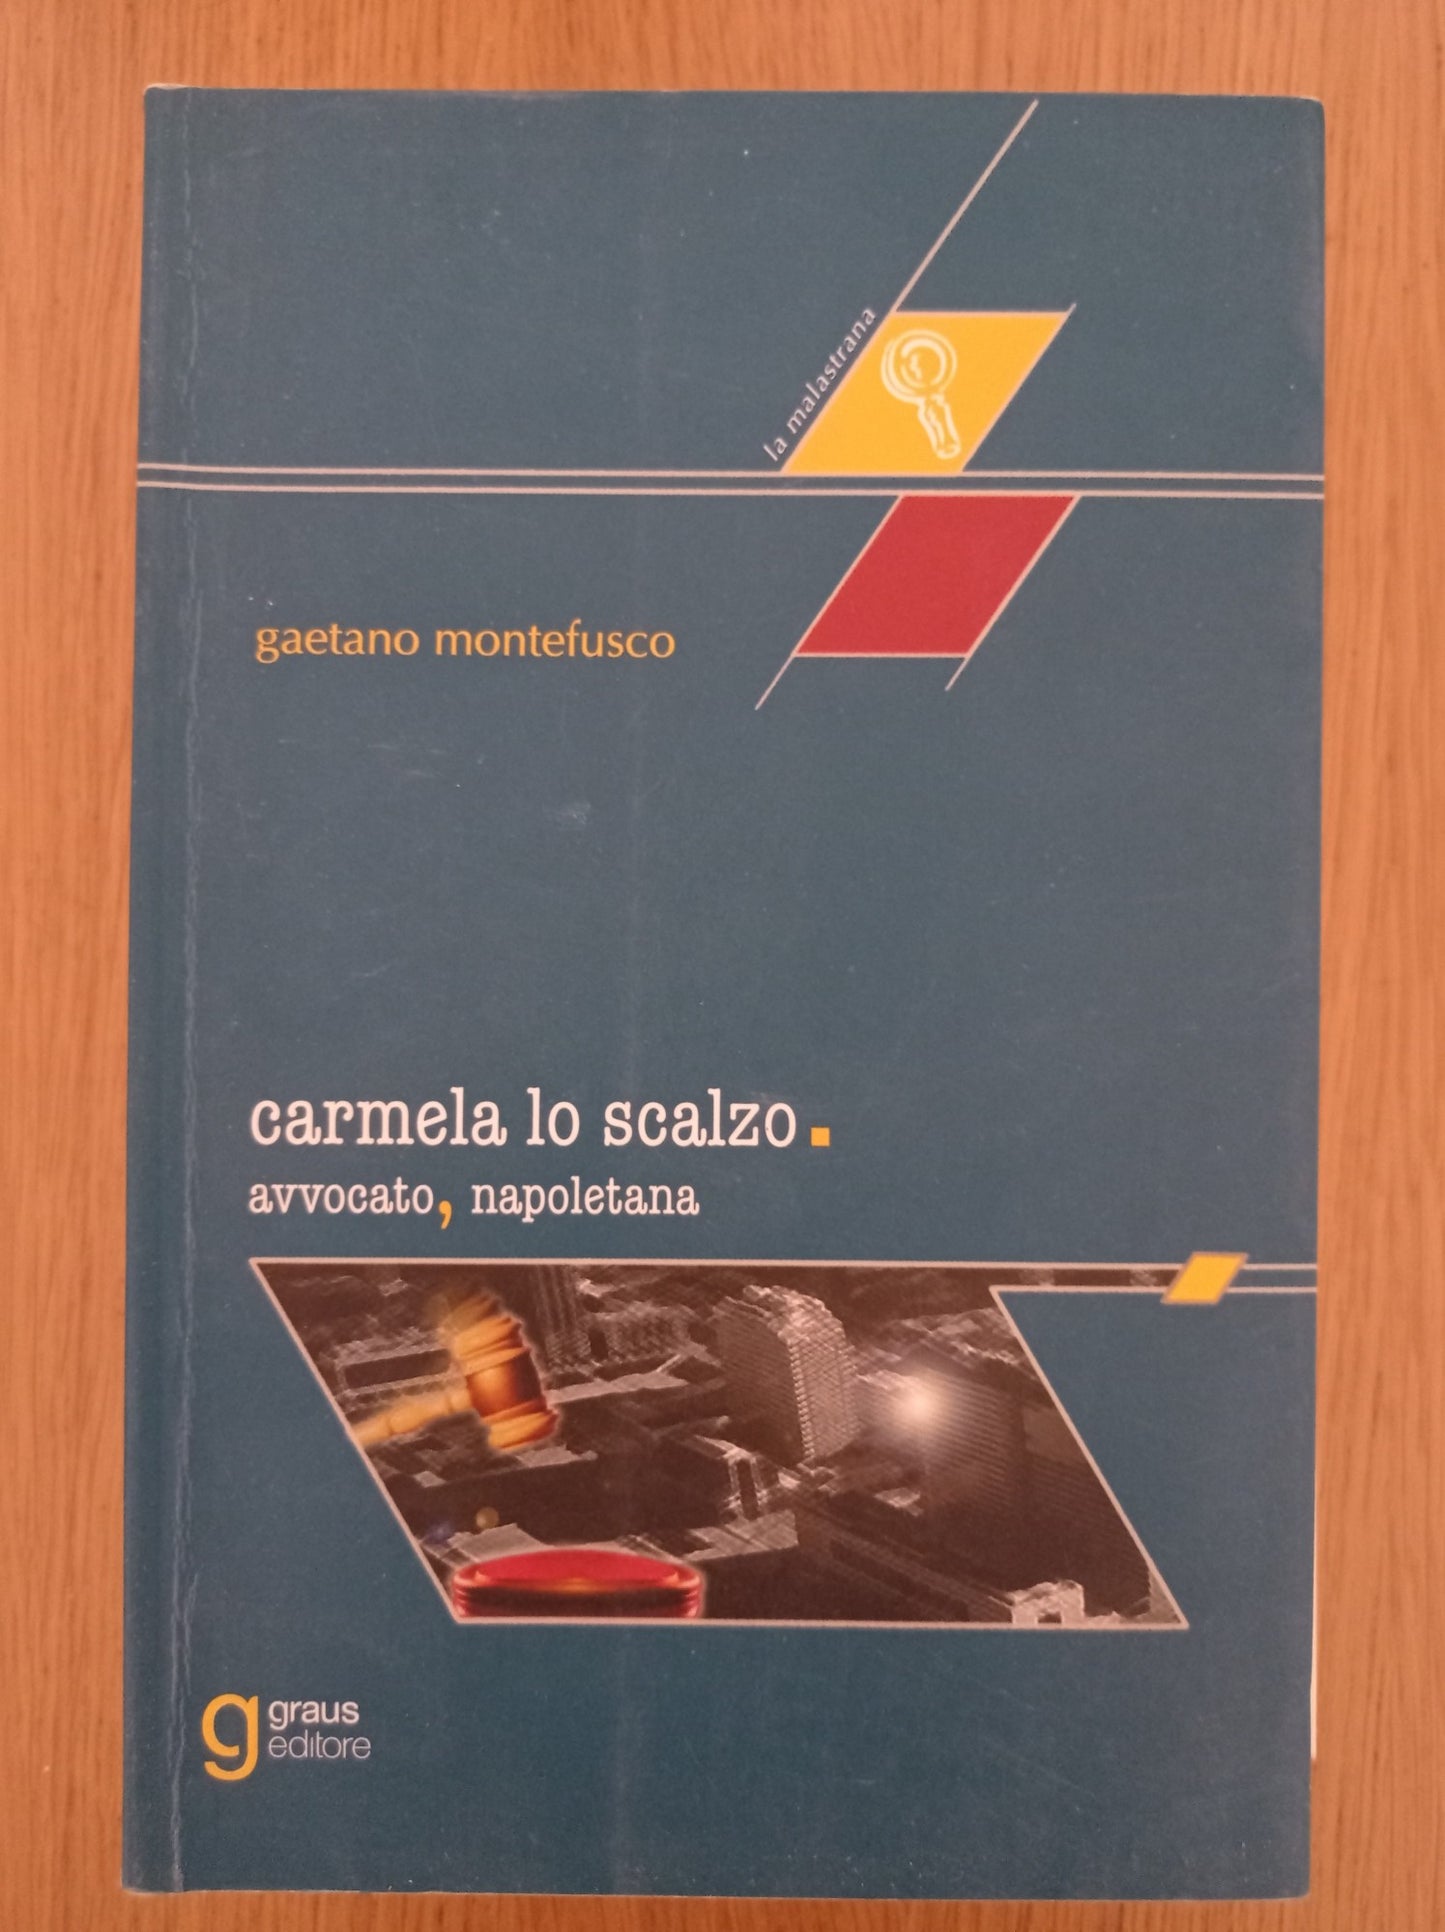 la malastrana
gaetano montefusco
carmela lo scalzo.
avvocato, napoletana
g graus
editore